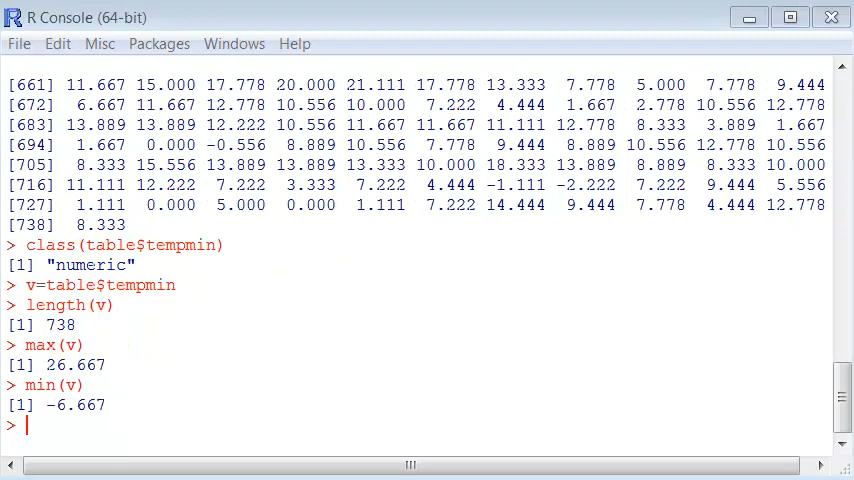 R Console (64-bit)
File Edit Misc Packages Windows Help
[661] 11.667 15.000 17.778 20.000 21.111 17.778 13.333 7.778 5.000 7.778 9.444
[672] 6.667 11.667 12.778 10.556 10.000 7.222 4.444 1.667 2.778 10.556 12.778
[683] 13.889 13.889 12.222 10.556 11.667 11.667 11.111 12.778 8.333 3.889 1.667
[694] 1.667 0.000 -0.556 8.889 10.556 7.778 9.444 8.889 10.556 12.778 10.556
[705] 8.333 15.556 13.889 13.889 13.333 10.000 18.333 13.889 8.889 8.333 10.000
[716] 11.111 12.222 7.222 3.333 7.222 4.444 -1.111 -2.222 7.222 9.444 5.556
[727] 1.111 0.000 5.000 0.000 1.111 7.222 14.444 9.444 7.778 4.444 12.778
[738] 8.333
> class(table$tempmin)
[1] "numeric"
> v=table$tempmin
> length(v)
[1] 738
> max(v)
[1] 26.667
> min(v)
[1] -6.667
>